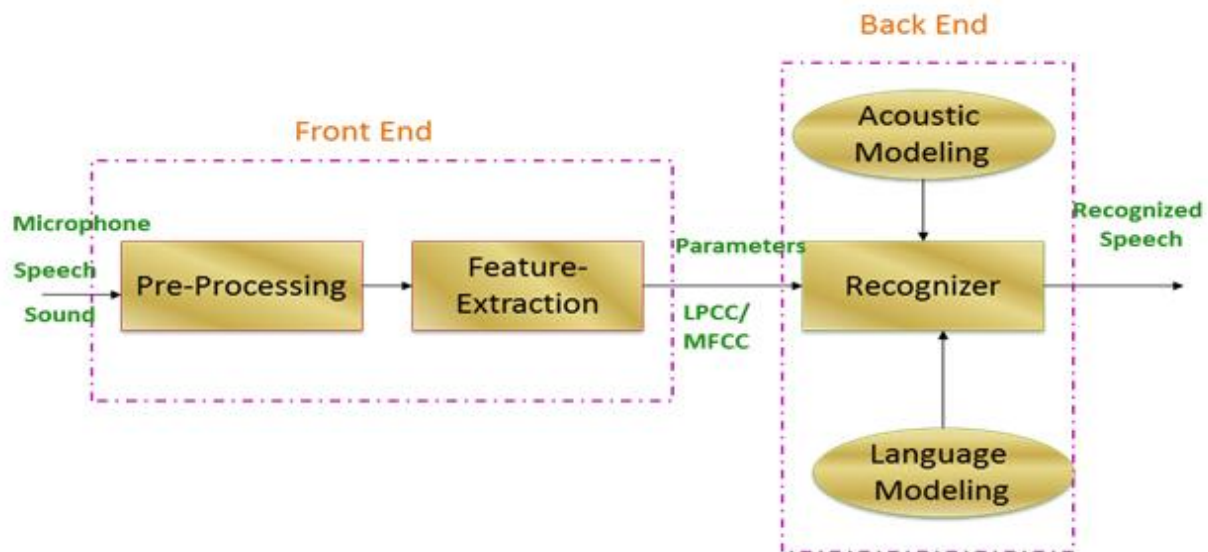 Back End
Front End
Acoustic
Modeling
Microphone
Speech
Sound
Pre-Processing
Feature-
Extraction
Parameters
LPCC/
MFCC
Recognizer
Recognized
Speech
Language
Modeling